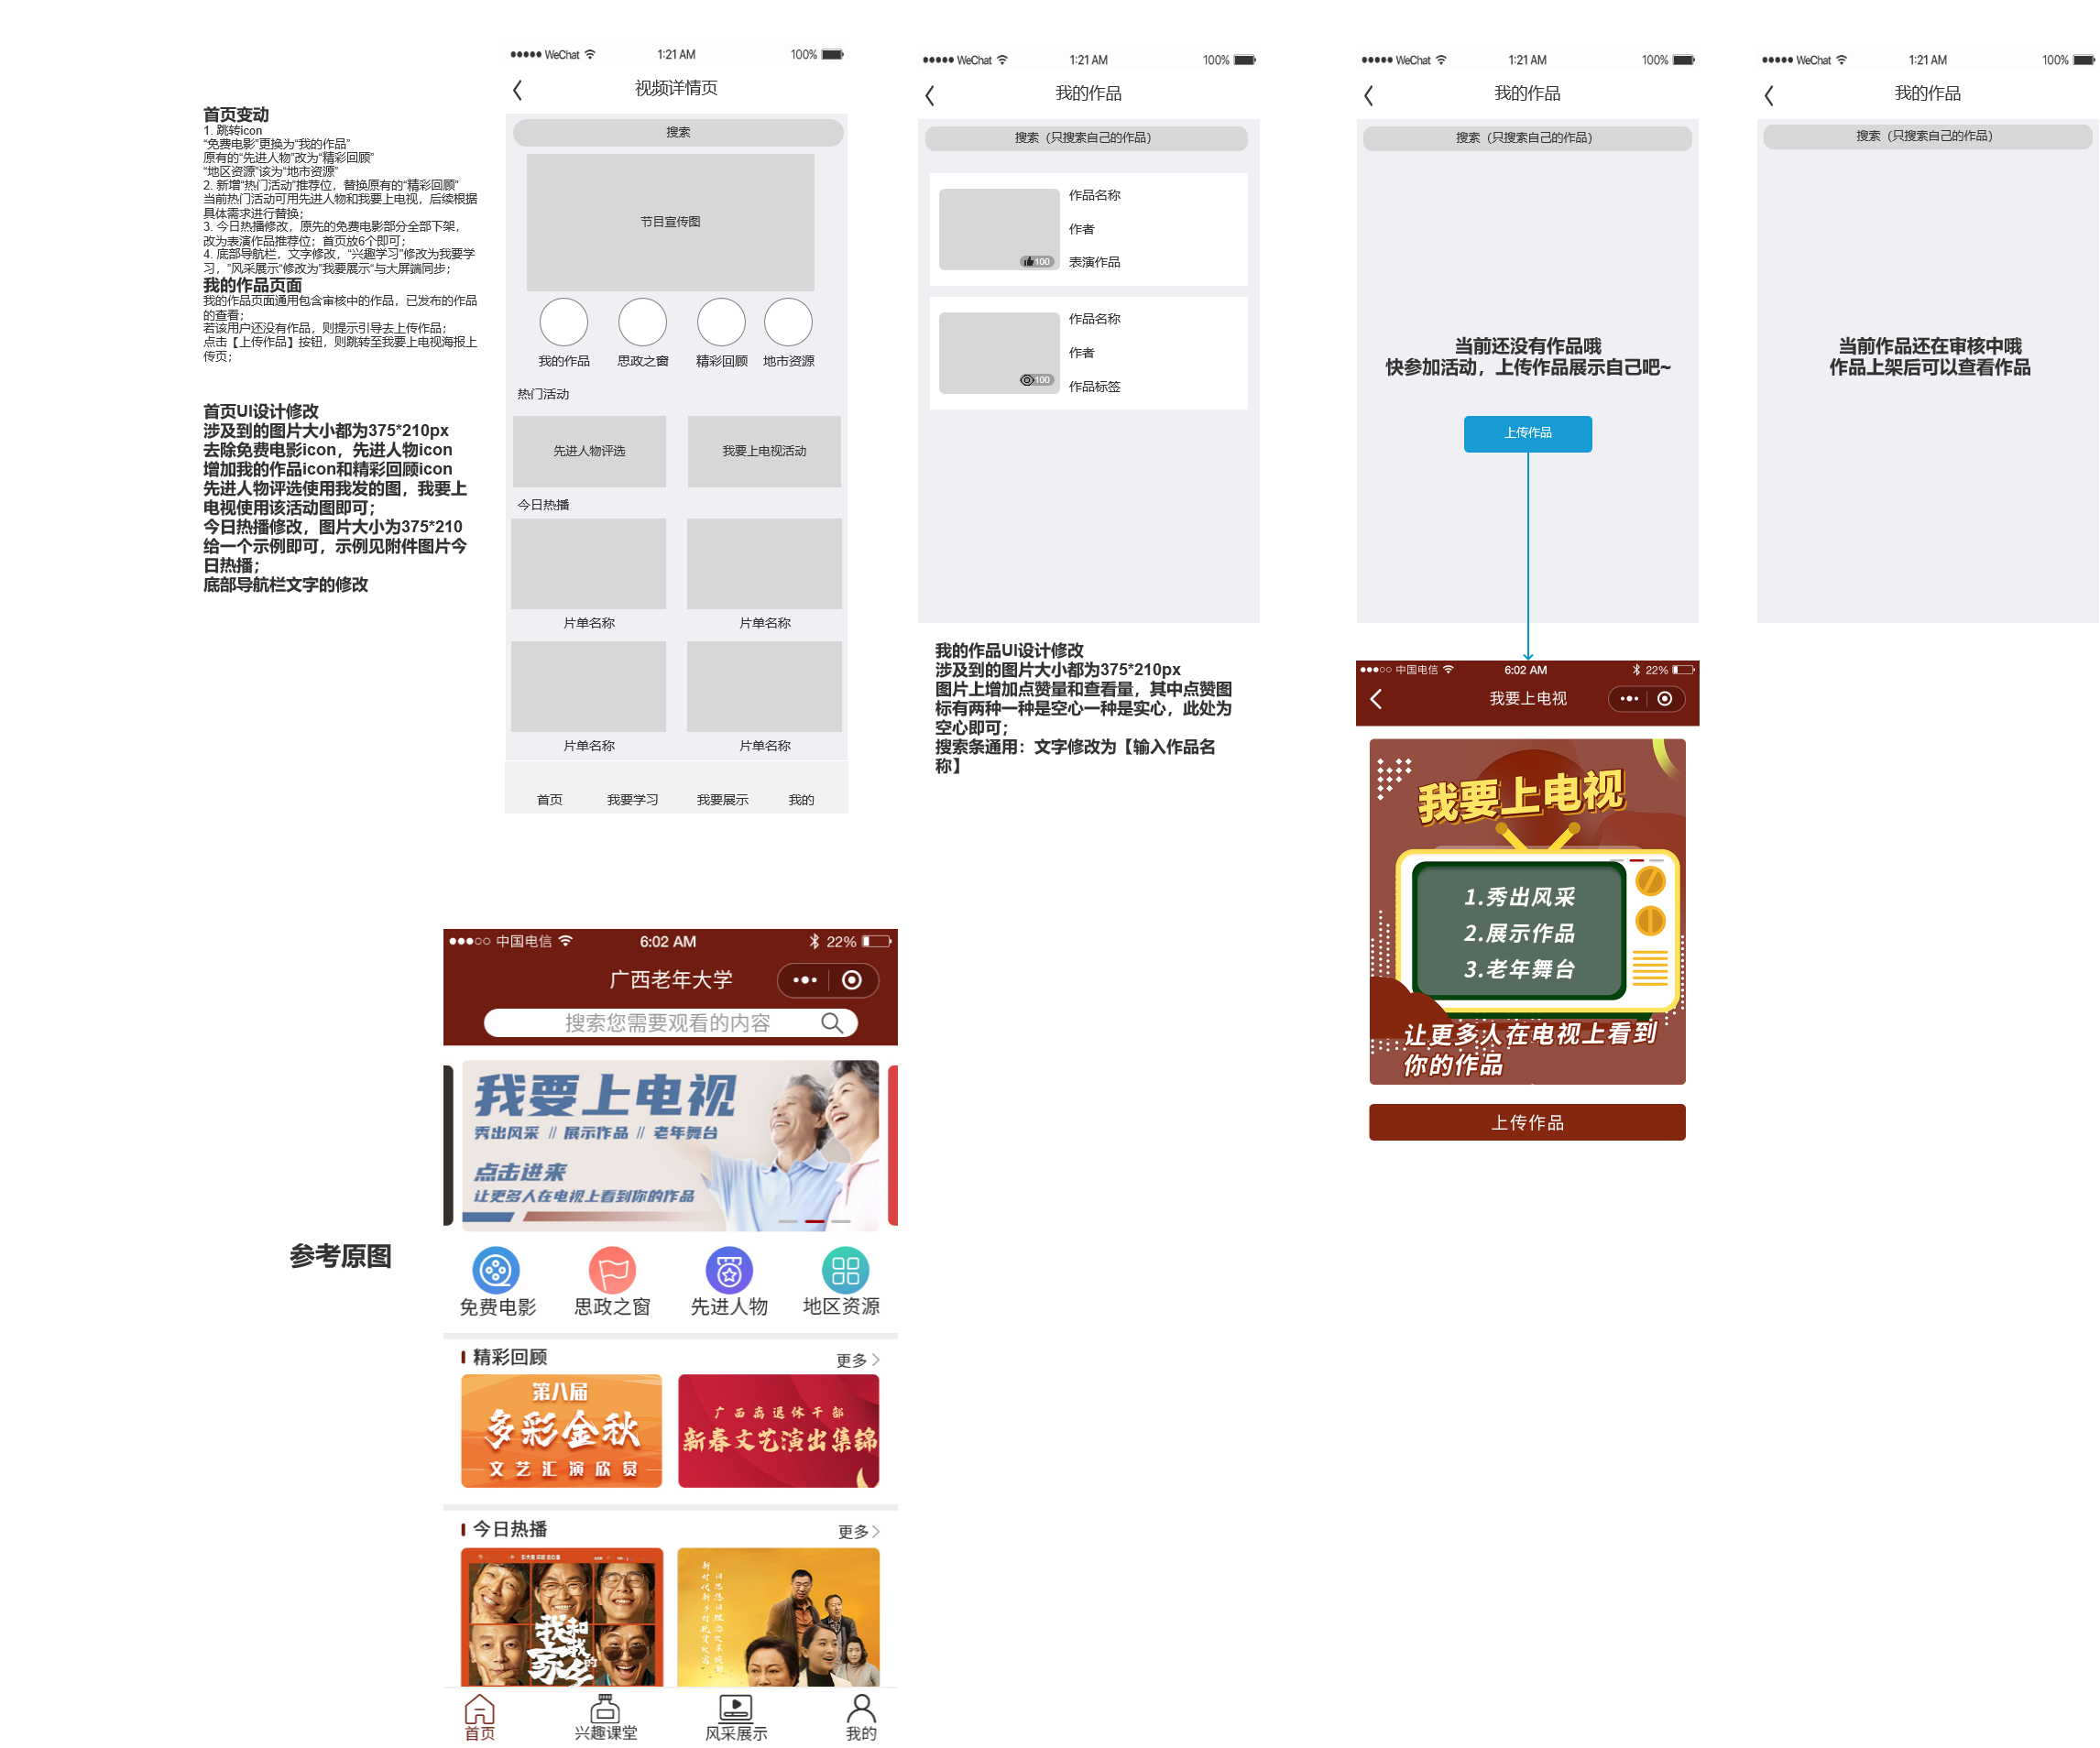 首页变动
1. 跳转icon
“免费电影”更换为“我的作品”
原有的“先进人物”改为“精彩回顾”
“地区资源”该为“地市资源”
2. 新增“热门活动”推荐位，替换原有的“精彩回顾”
当前热门活动可用先进人物和我要上电视，后续根据
具体需求进行替换；
3. 今日热播修改，原先的免费电影部分全部下架，
改为表演作品推荐位；首页放6个即可；
4. 底部导航栏，文字修改，“兴趣学习”修改为我要学
习，”风采展示“修改为”我要展示“与大屏端同步；
我的作品页面
我的作品页面通用包含审核中的作品，已发布的作品
的查看；
若该用户还没有作品，则提示引导去上传作品；
点击【上传作品】按钮，则跳转至我要上电视海报上
传页；
首页UI设计修改
涉及到的图片大小都为375*210px
去除免费电影icon，先进人物icon
增加我的作品icon和精彩回顾icon
先进人物评选使用我发的图，我要上
电视使用该活动图即可；
今日热播修改，图片大小为375*210
给一个示例即可，示例见附件图片今
日热播；
底部导航栏文字的修改
WeChat 1:21 AM 100%
视频详情页
搜索
节目宣传图
我的作品 思政之窗 精彩回顾 地市资源
热门活动
先进人物评选 我要上电视活动
今日热播
片单名称 片单名称
片单名称 片单名称
首页 我要学习 我要展示 我的
WeChat 1:21 AM 100%
我的作品
搜索（只搜索自己的作品）
作品名称
作者
100 表演作品
作品名称
作者
100 作品标签
我的作品UI设计修改
涉及到的图片大小都为375*210px
图片上增加点赞量和查看量，其中点赞图
标有两种一种是空心一种是实心，此处为
空心即可；
搜索条通用：文字修改为【输入作品名
称】
WeChat 1:21 AM 100%
我的作品
搜索（只搜索自己的作品）
当前还没有作品哦
快参加活动，上传作品展示自己吧~
上传作品
中国电信 6:02 AM 22%
我要上电视
我要上电视
1.秀出风采
2.展示作品
3.老年舞台
让更多人在电视上看到
你的作品
上传作品
WeChat 1:21 AM 100%
我的作品
搜索（只搜索自己的作品）
当前作品还在审核中哦
作品上架后可以查看作品
参考原图
中国电信 6:02 AM 22%
广西老年大学
搜索您需要观看的内容
我要上电视
秀出风采 // 展示作品 // 老年舞台
点击进来
让更多人在电视上看到你的作品
免费电影 思政之窗 先进人物 地区资源
精彩回顾 更多
第八届
多彩金秋
文艺汇演欣赏
广西离退休干部
新春文艺演出集锦
今日热播 更多
我和我的家乡
首页 兴趣课堂 风采展示 我的